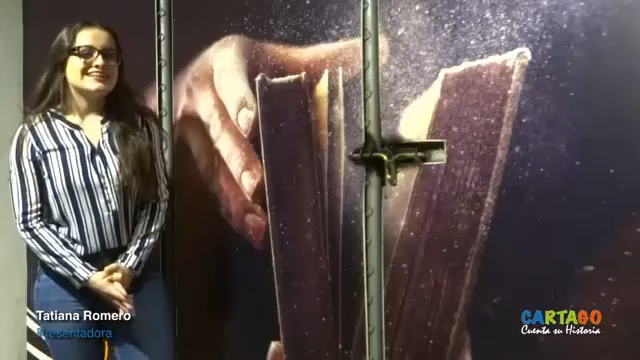 Tatiana Romero
Presentadora
CARTAGO
Cuenta su Historia